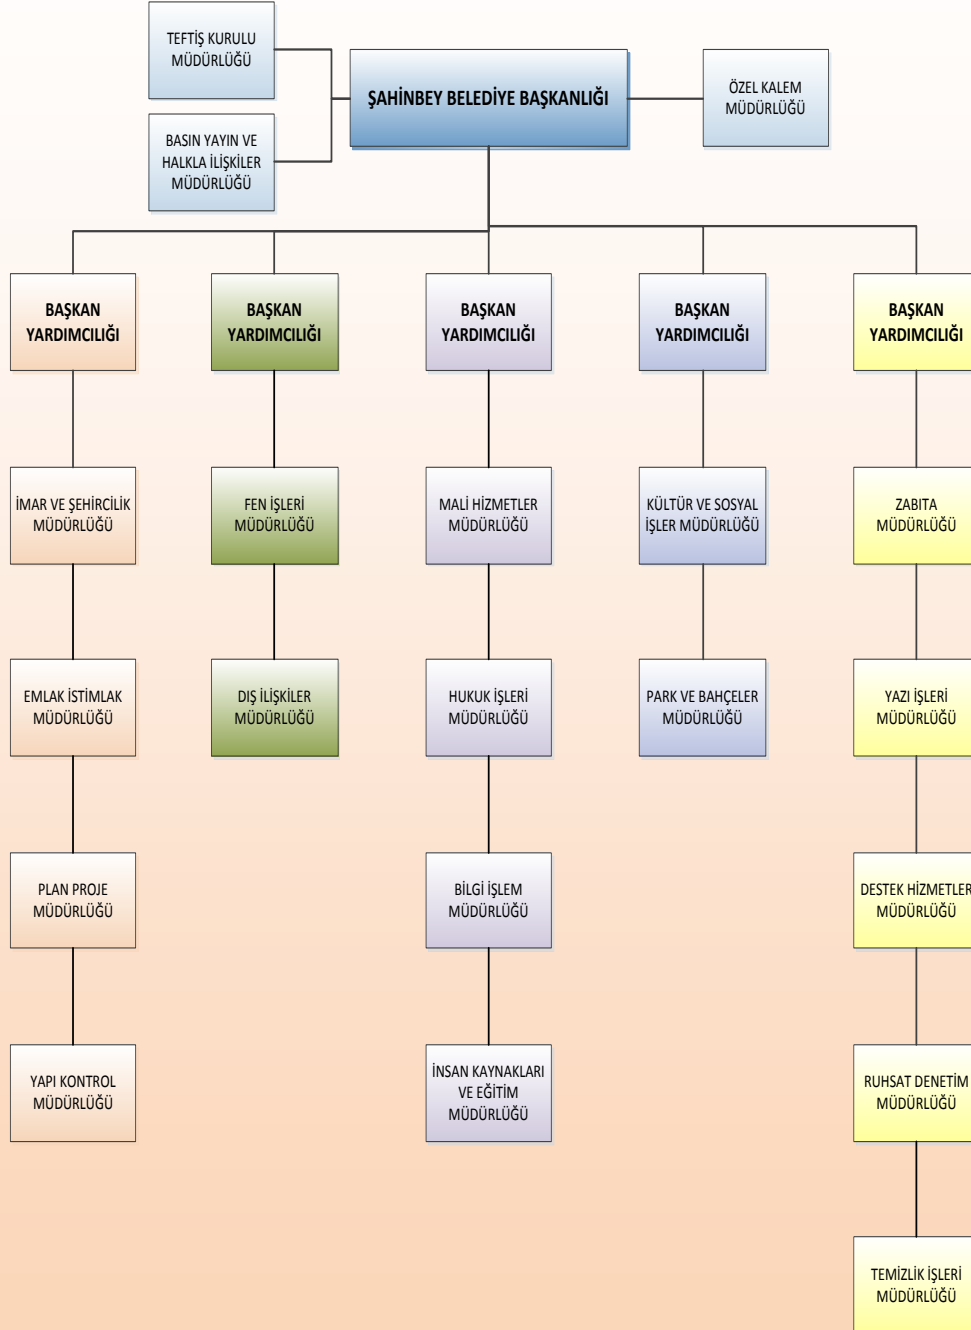 TEFTİŞ KURULU
MÜDÜRLÜĞÜ
ŞAHİNBEY BELEDİYE BAŞKANLIĞI
ÖZEL KALEM
MÜDÜRLÜĞÜ
BASIN YAYIN VE
HALKLA İLİŞKİLER
MÜDÜRLÜĞÜ
BAŞKAN
YARDIMCILIĞI
BAŞKAN
YARDIMCILIĞI
BAŞKAN
YARDIMCILIĞI
BAŞKAN
YARDIMCILIĞI
BAŞKAN
YARDIMCILIĞI
İMAR VE ŞEHİRCİLİK
MÜDÜRLÜĞÜ
FEN İŞLERİ
MÜDÜRLÜĞÜ
MALİ HİZMETLER
MÜDÜRLÜĞÜ
KÜLTÜR VE SOSYAL
İŞLER MÜDÜRLÜĞÜ
ZABITA
MÜDÜRLÜĞÜ
EMLAK İSTİMLAK
MÜDÜRLÜĞÜ
DIŞ İLİŞKİLER
MÜDÜRLÜĞÜ
HUKUK İŞLERİ
MÜDÜRLÜĞÜ
PARK VE BAHÇELER
MÜDÜRLÜĞÜ
YAZI İŞLERİ
MÜDÜRLÜĞÜ
PLAN PROJE
MÜDÜRLÜĞÜ
BİLGİ İŞLEM
MÜDÜRLÜĞÜ
DESTEK HİZMETLER
MÜDÜRLÜĞÜ
YAPI KONTROL
MÜDÜRLÜĞÜ
İNSAN KAYNAKLARI
VE EĞİTİM
MÜDÜRLÜĞÜ
RUHSAT DENETİM
MÜDÜRLÜĞÜ
TEMİZLİK İŞLERİ
MÜDÜRLÜĞÜ